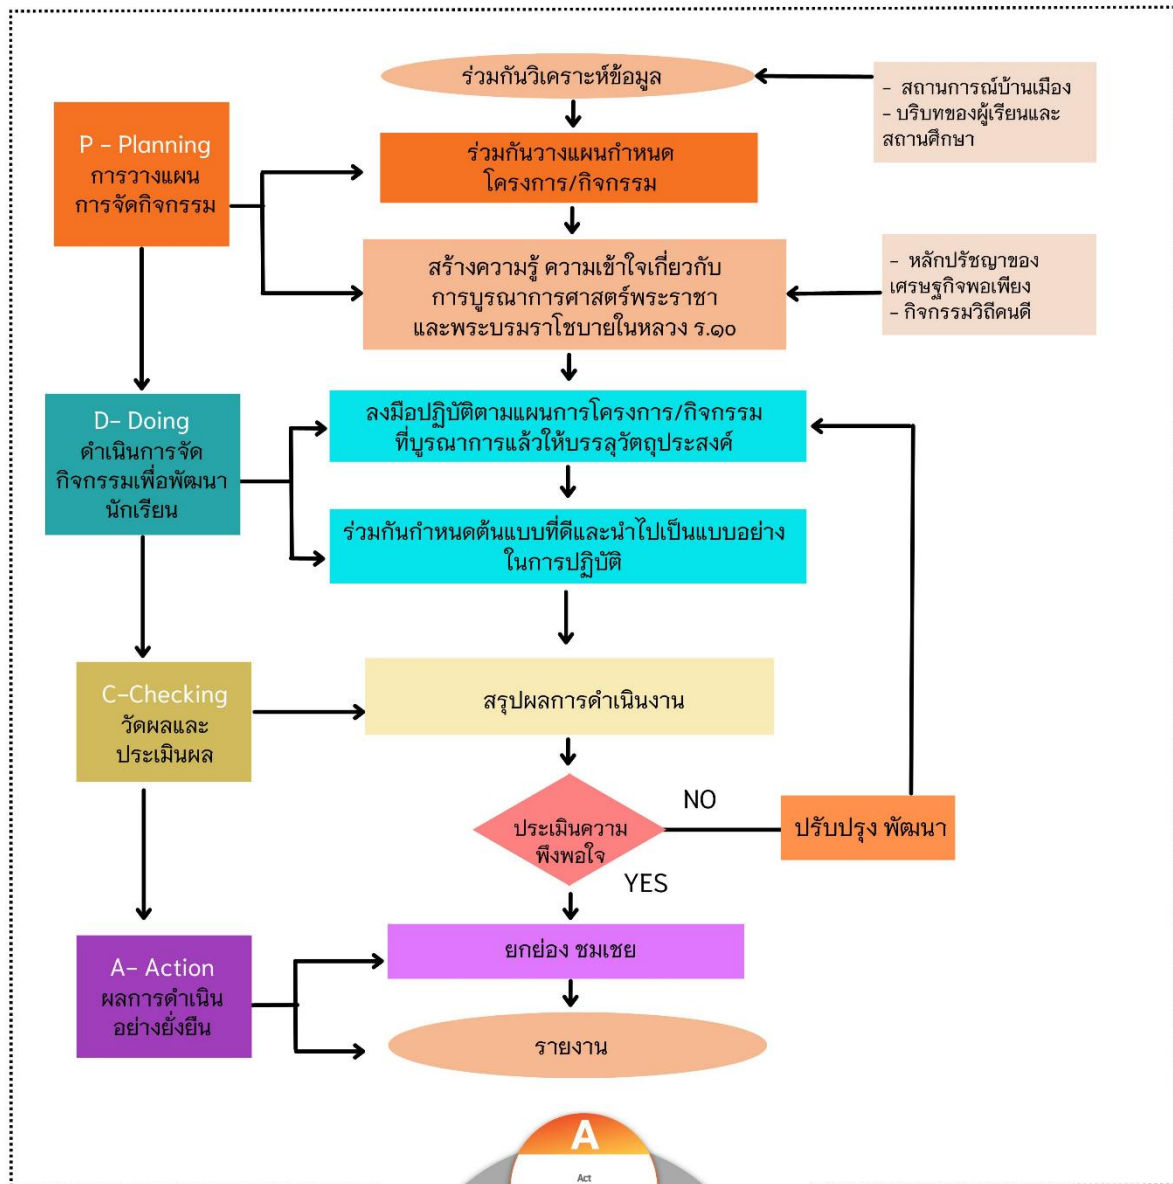 ร่วมกันวิเคราะห์ข้อมูล
- สถานการณ์บ้านเมือง
- บริบทของผู้เรียนและ
สถานศึกษา
P - Planning
การวางแผน
การจัดกิจกรรม
ร่วมกันวางแผนกำหนด
โครงการ/กิจกรรม
สร้างความรู้ ความเข้าใจเกี่ยวกับ
การบูรณาการศาสตร์พระราชา
และพระบรมราโชบายในหลวง ร.๑๐
- หลักปรัชญาของ
เศรษฐกิจพอเพียง
- กิจกรรมวิถีคนดี
D- Doing
ดำเนินการจัด
กิจกรรมเพื่อพัฒนา
นักเรียน
ลงมือปฏิบัติตามแผนการโครงการ/กิจกรรม
ที่บูรณาการแล้วให้บรรลุวัตถุประสงค์
ร่วมกันกำหนดต้นแบบที่ดีและนำไปเป็นแบบอย่าง
ในการปฏิบัติ
C-Checking
วัดผลและ
ประเมินผล
สรุปผลการดำเนินงาน
ประเมินความ
พึงพอใจ
NO
ปรับปรุง พัฒนา
YES
A- Action
ผลการดำเนิน
อย่างยั่งยืน
ยกย่อง ชมเชย
รายงาน
A
Act